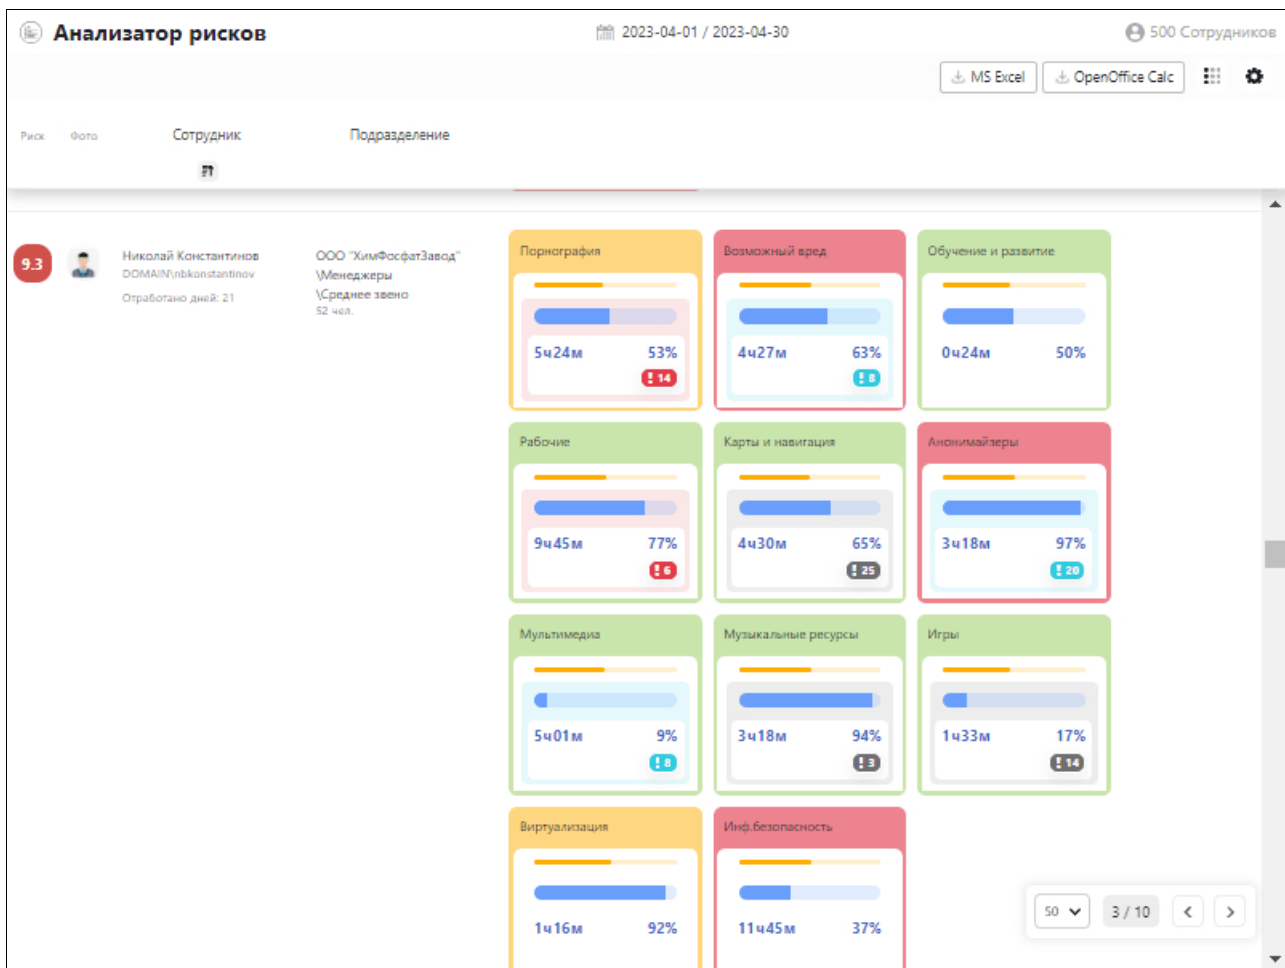 Анализатор рисков
2023-04-01 / 2023-04-30
500 Сотрудников
MS Excel
OpenOffice Calc
Риск
Фото
Сотрудник
Подразделение
9.3
Николай Константинов
DOMAIN\nbkonstantinov
Отработано дней: 21
ООО "ХимФосфатЗавод"
\Менеджеры
\Среднее звено
52 чел.
Порнография
5ч24м 53%
! 14
Возможный вред
4ч27м 63%
! 8
Обучение и развитие
0ч24м 50%
Рабочие
9ч45м 77%
! 6
Карты и навигация
4ч30м 65%
! 25
Анонимайзеры
3ч18м 97%
! 20
Мультимедиа
5ч01м 9%
! 8
Музыкальные ресурсы
3ч18м 94%
! 3
Игры
1ч33м 17%
! 14
Виртуализация
1ч16м 92%
Инф.безопасность
11ч45м 37%
50
3 / 10